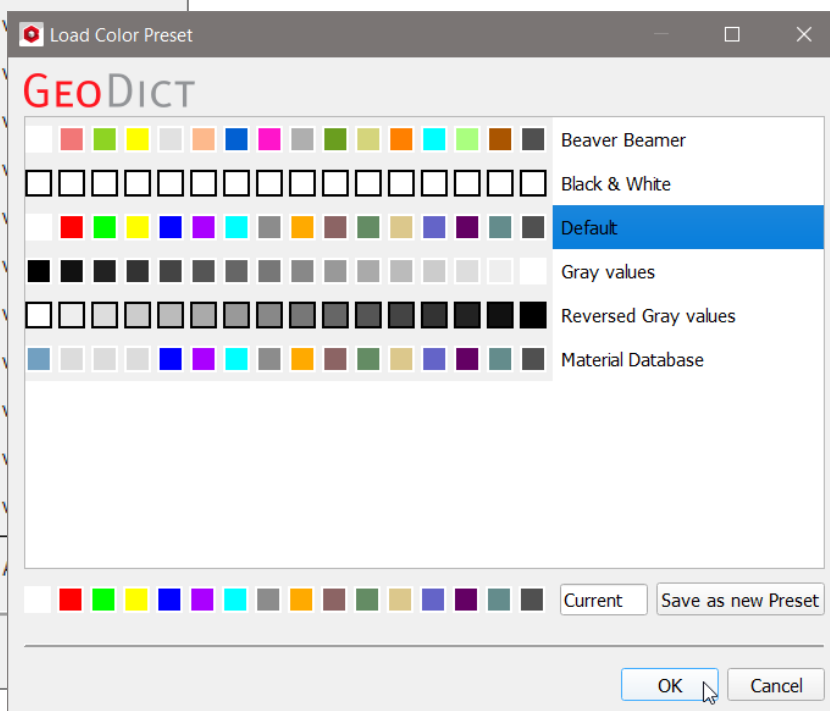 Load Color Preset
GEODICT
Beaver Beamer
Black & White
Default
Gray values
Reversed Gray values
Material Database
Current
Save as new Preset
OK
Cancel